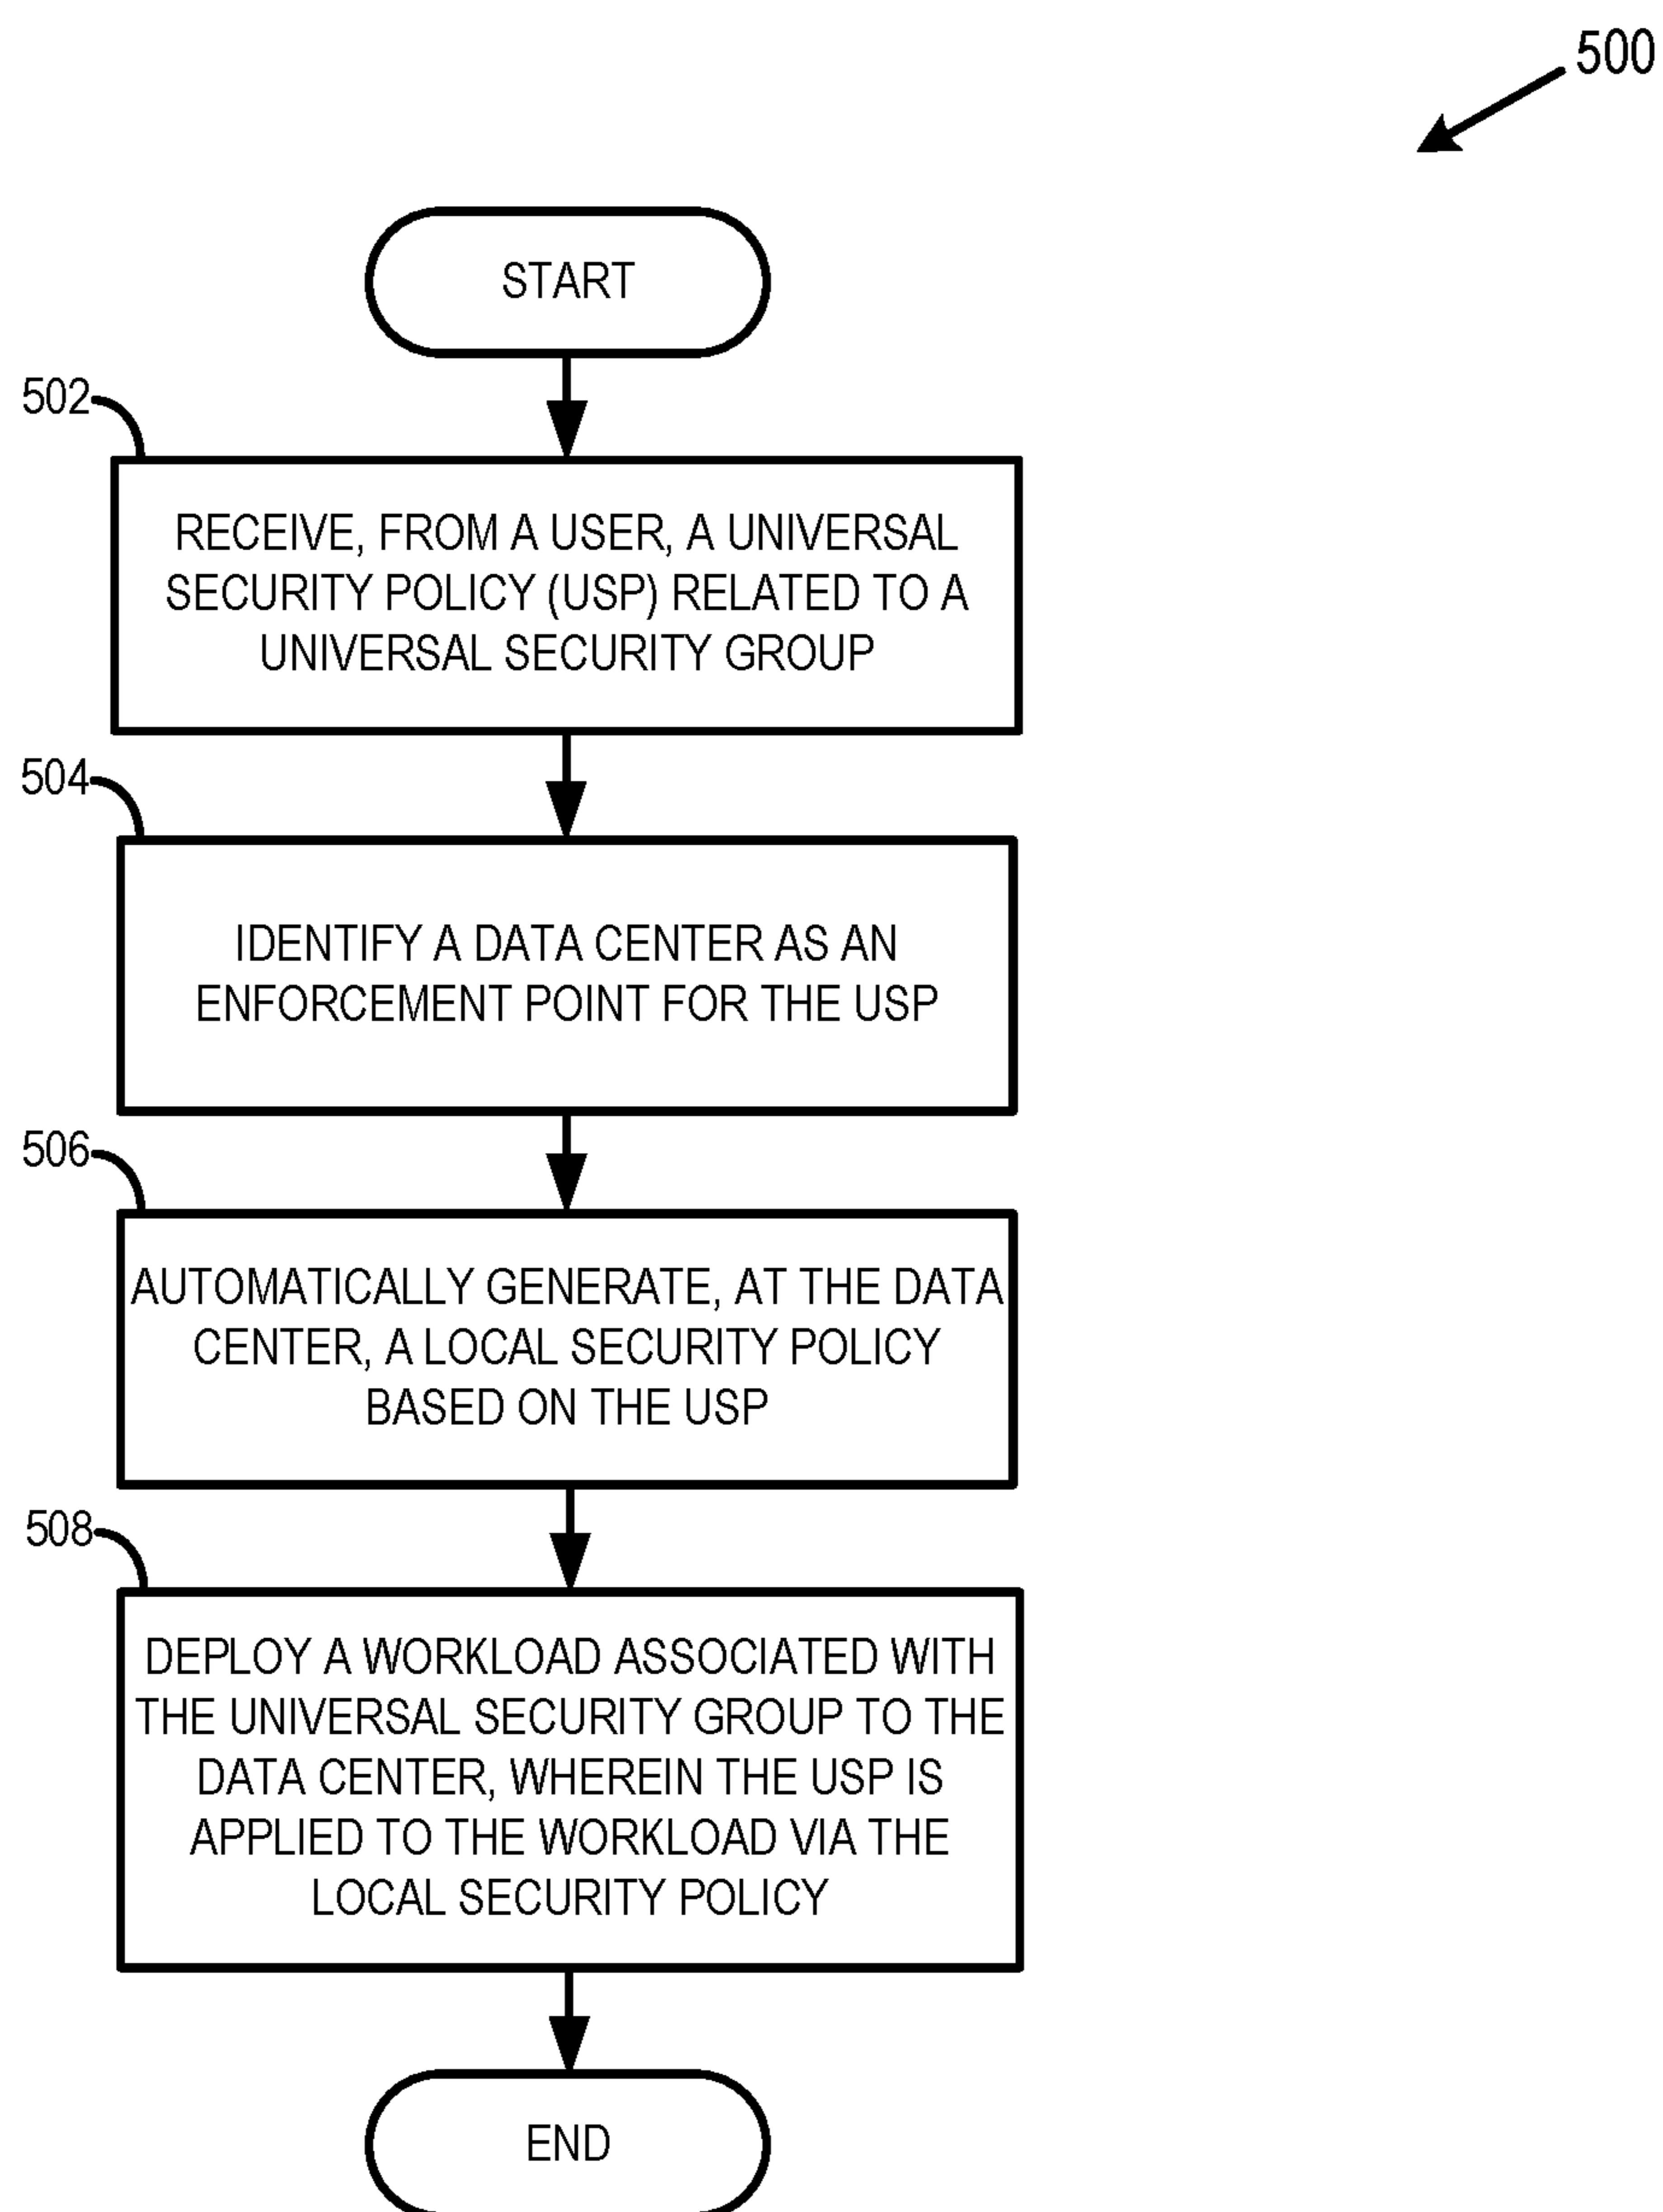 500
START
502
RECEIVE, FROM A USER, A UNIVERSAL
SECURITY POLICY (USP) RELATED TO A
UNIVERSAL SECURITY GROUP
504
IDENTIFY A DATA CENTER AS AN
ENFORCEMENT POINT FOR THE USP
506
AUTOMATICALLY GENERATE, AT THE DATA
CENTER, A LOCAL SECURITY POLICY
BASED ON THE USP
508
DEPLOY A WORKLOAD ASSOCIATED WITH
THE UNIVERSAL SECURITY GROUP TO THE
DATA CENTER, WHEREIN THE USP IS
APPLIED TO THE WORKLOAD VIA THE
LOCAL SECURITY POLICY
END